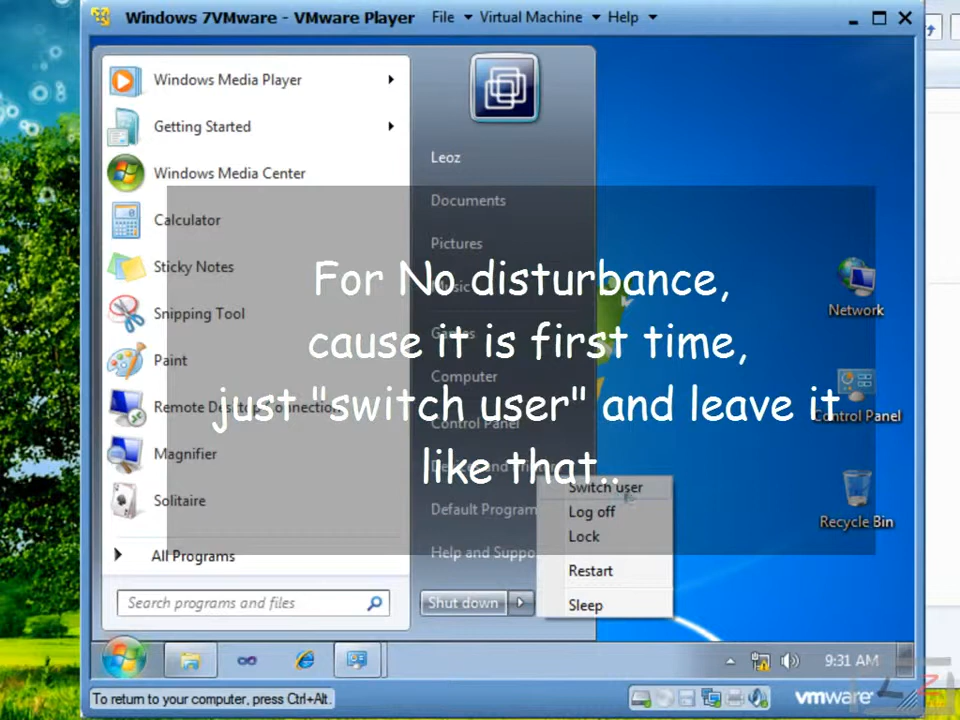 Windows 7VMware - VMware Player File Virtual Machine Help
Windows Media Player
Getting Started
Windows Media Center
Calculator
Sticky Notes
Snipping Tool
Paint
Remote Desktop Connection
Magnifier
Solitaire
All Programs
Search programs and files
Leoz
Documents
Pictures
Music
Games
Computer
Control Panel
Default Program
Help and Suppo
Shut down
Switch user
Log off
Lock
Restart
Sleep
For No disturbance,
cause it is first time,
just "switch user" and leave it
like that..
Network
Control Panel
Recycle Bin
9:31 AM
To return to your computer, press Ctrl+Alt.
vmware